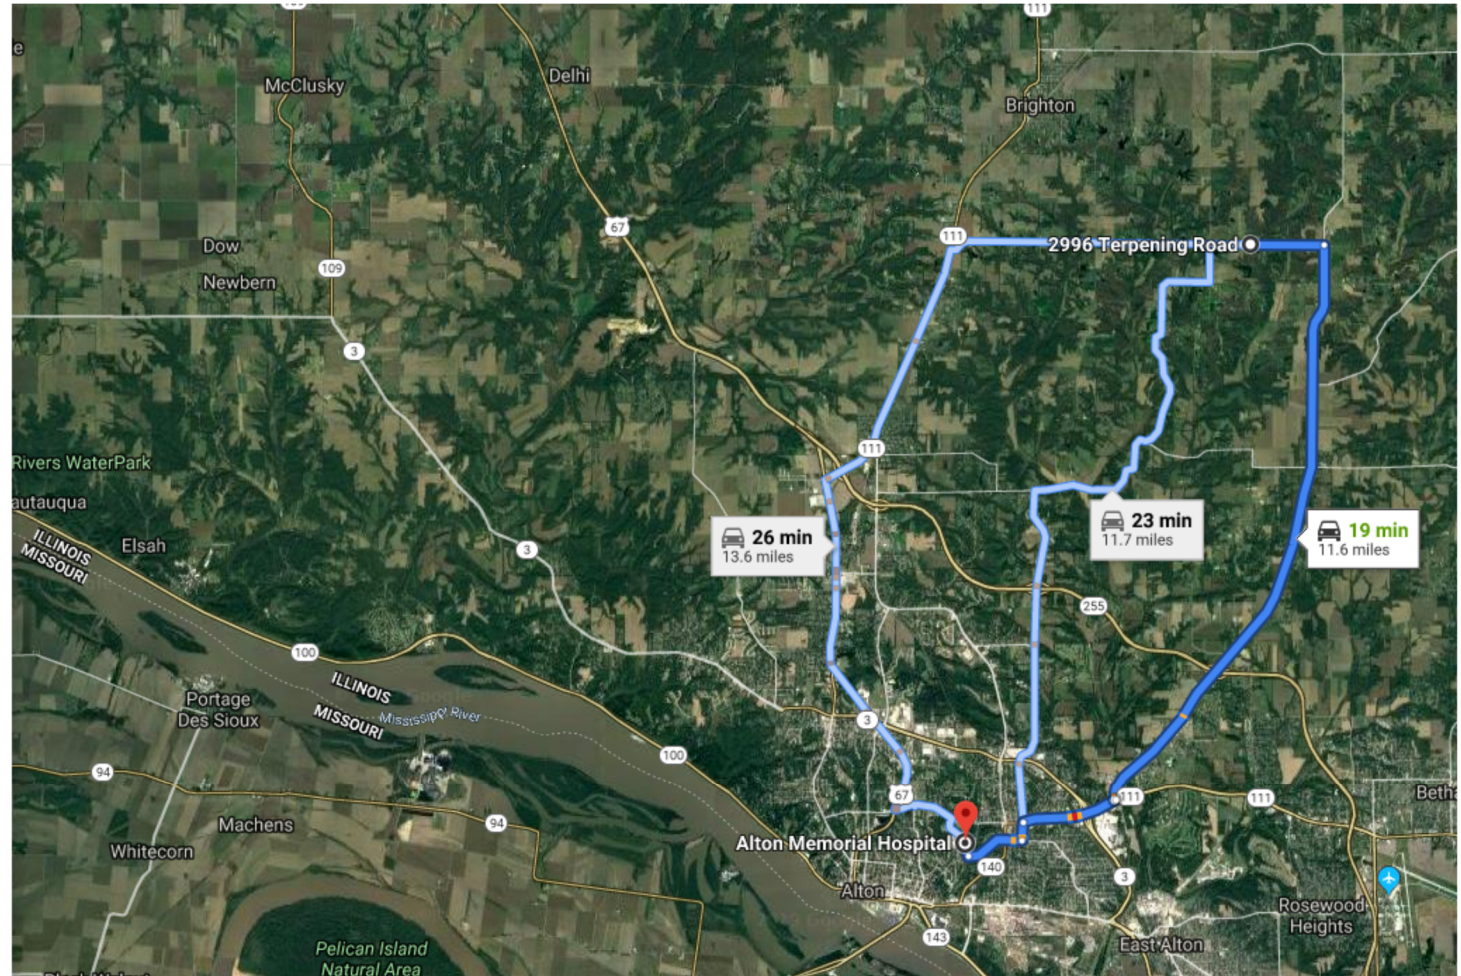 111
McClusky
Delhi
Brighton
67
111
2996 Terpening Road
Dow
109
Newbern
3
111
Rivers WaterPark
autauqua
23 min
11.7 miles
19 min
11.6 miles
26 min
13.6 miles
ILLINOIS
MISSOURI
Elsah
3
255
100
ILLINOIS
MISSOURI
Mississippi River
Portage
Des Sioux
3
100
94
67
111
111
Beth
94
Machens
Alton Memorial Hospital
Whitecorn
140
3
Alton
Rosewood
Heights
143
East Alton
Pelican Island
Natural Area